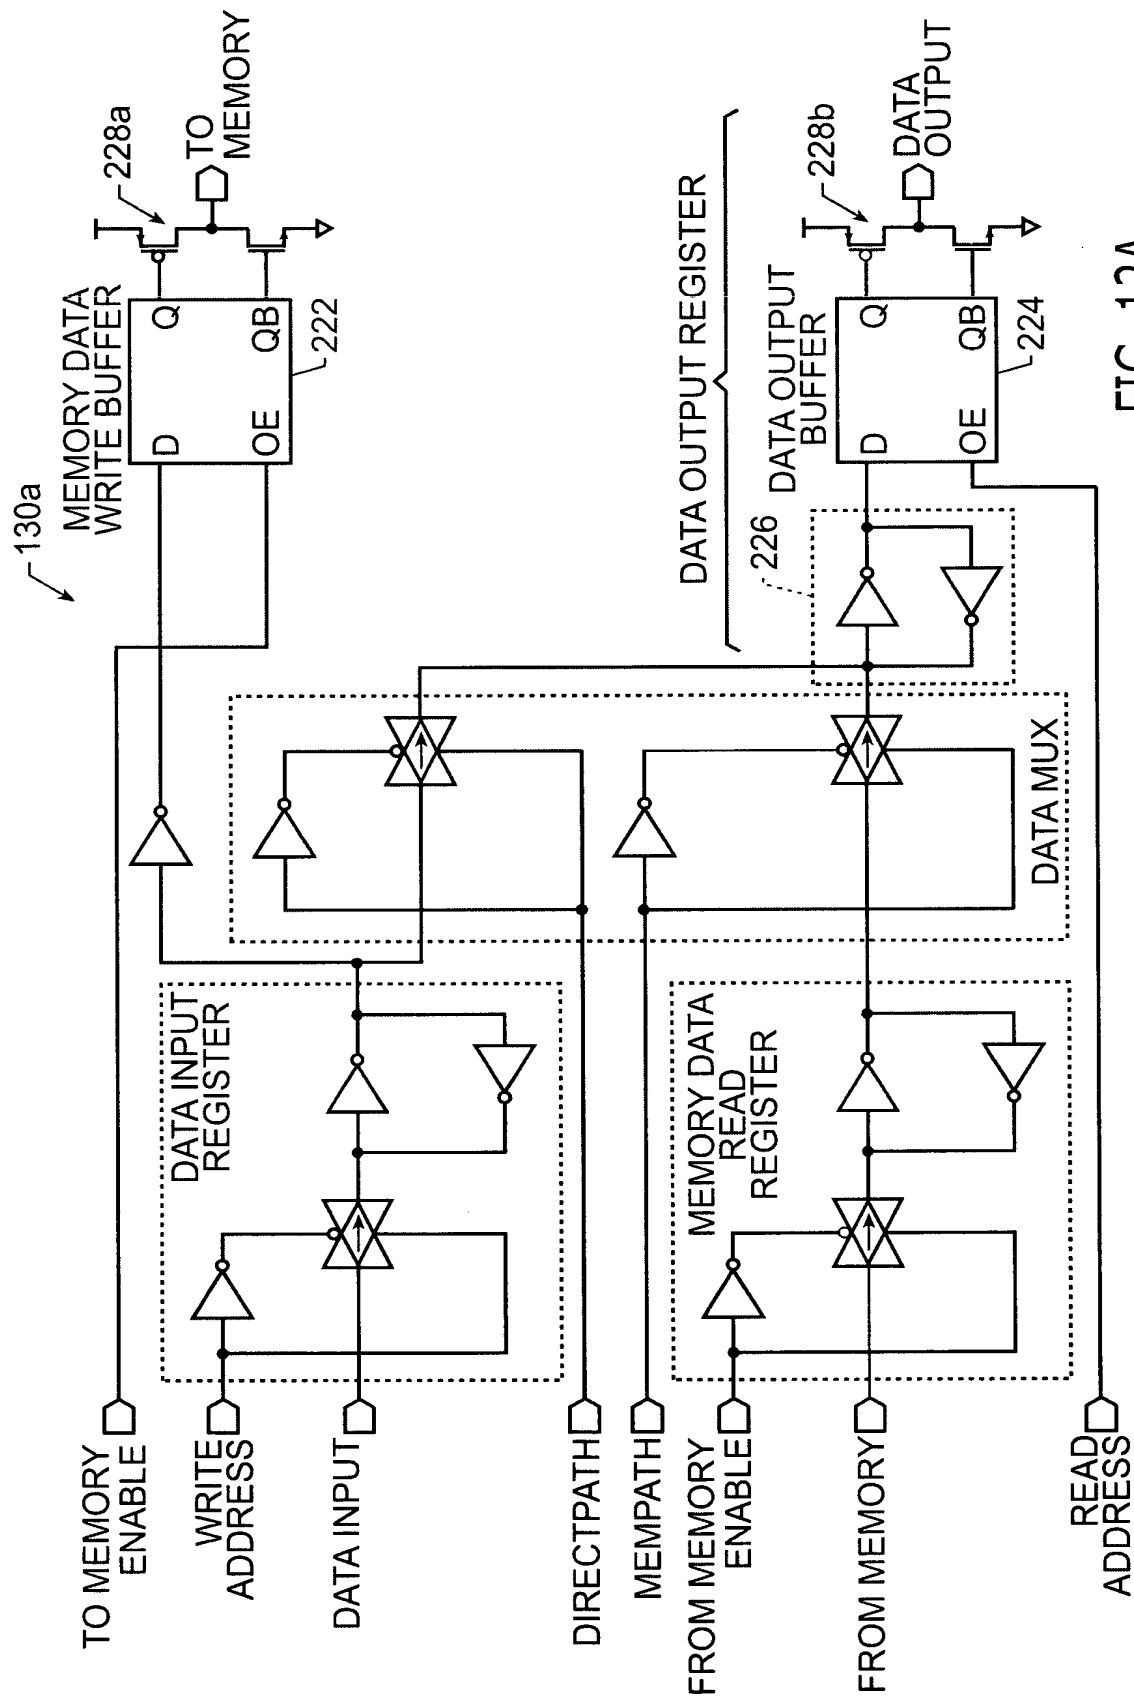 130a
MEMORY DATA
WRITE BUFFER
D
Q
OE
QB
222
228a
TO
MEMORY
TO MEMORY
ENABLE
WRITE
ADDRESS
DATA INPUT
DIRECTPATH
MEMPATH
FROM MEMORY
ENABLE
FROM MEMORY
READ
ADDRESS
DATA INPUT
REGISTER
MEMORY DATA
READ
REGISTER
DATA MUX
226
DATA OUTPUT REGISTER
DATA OUTPUT
BUFFER
D
Q
OE
QB
224
228b
DATA
OUTPUT